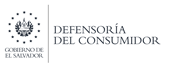 GOBIERNO DE
EL SALVADOR
DEFENSORÍA
DEL CONSUMIDOR